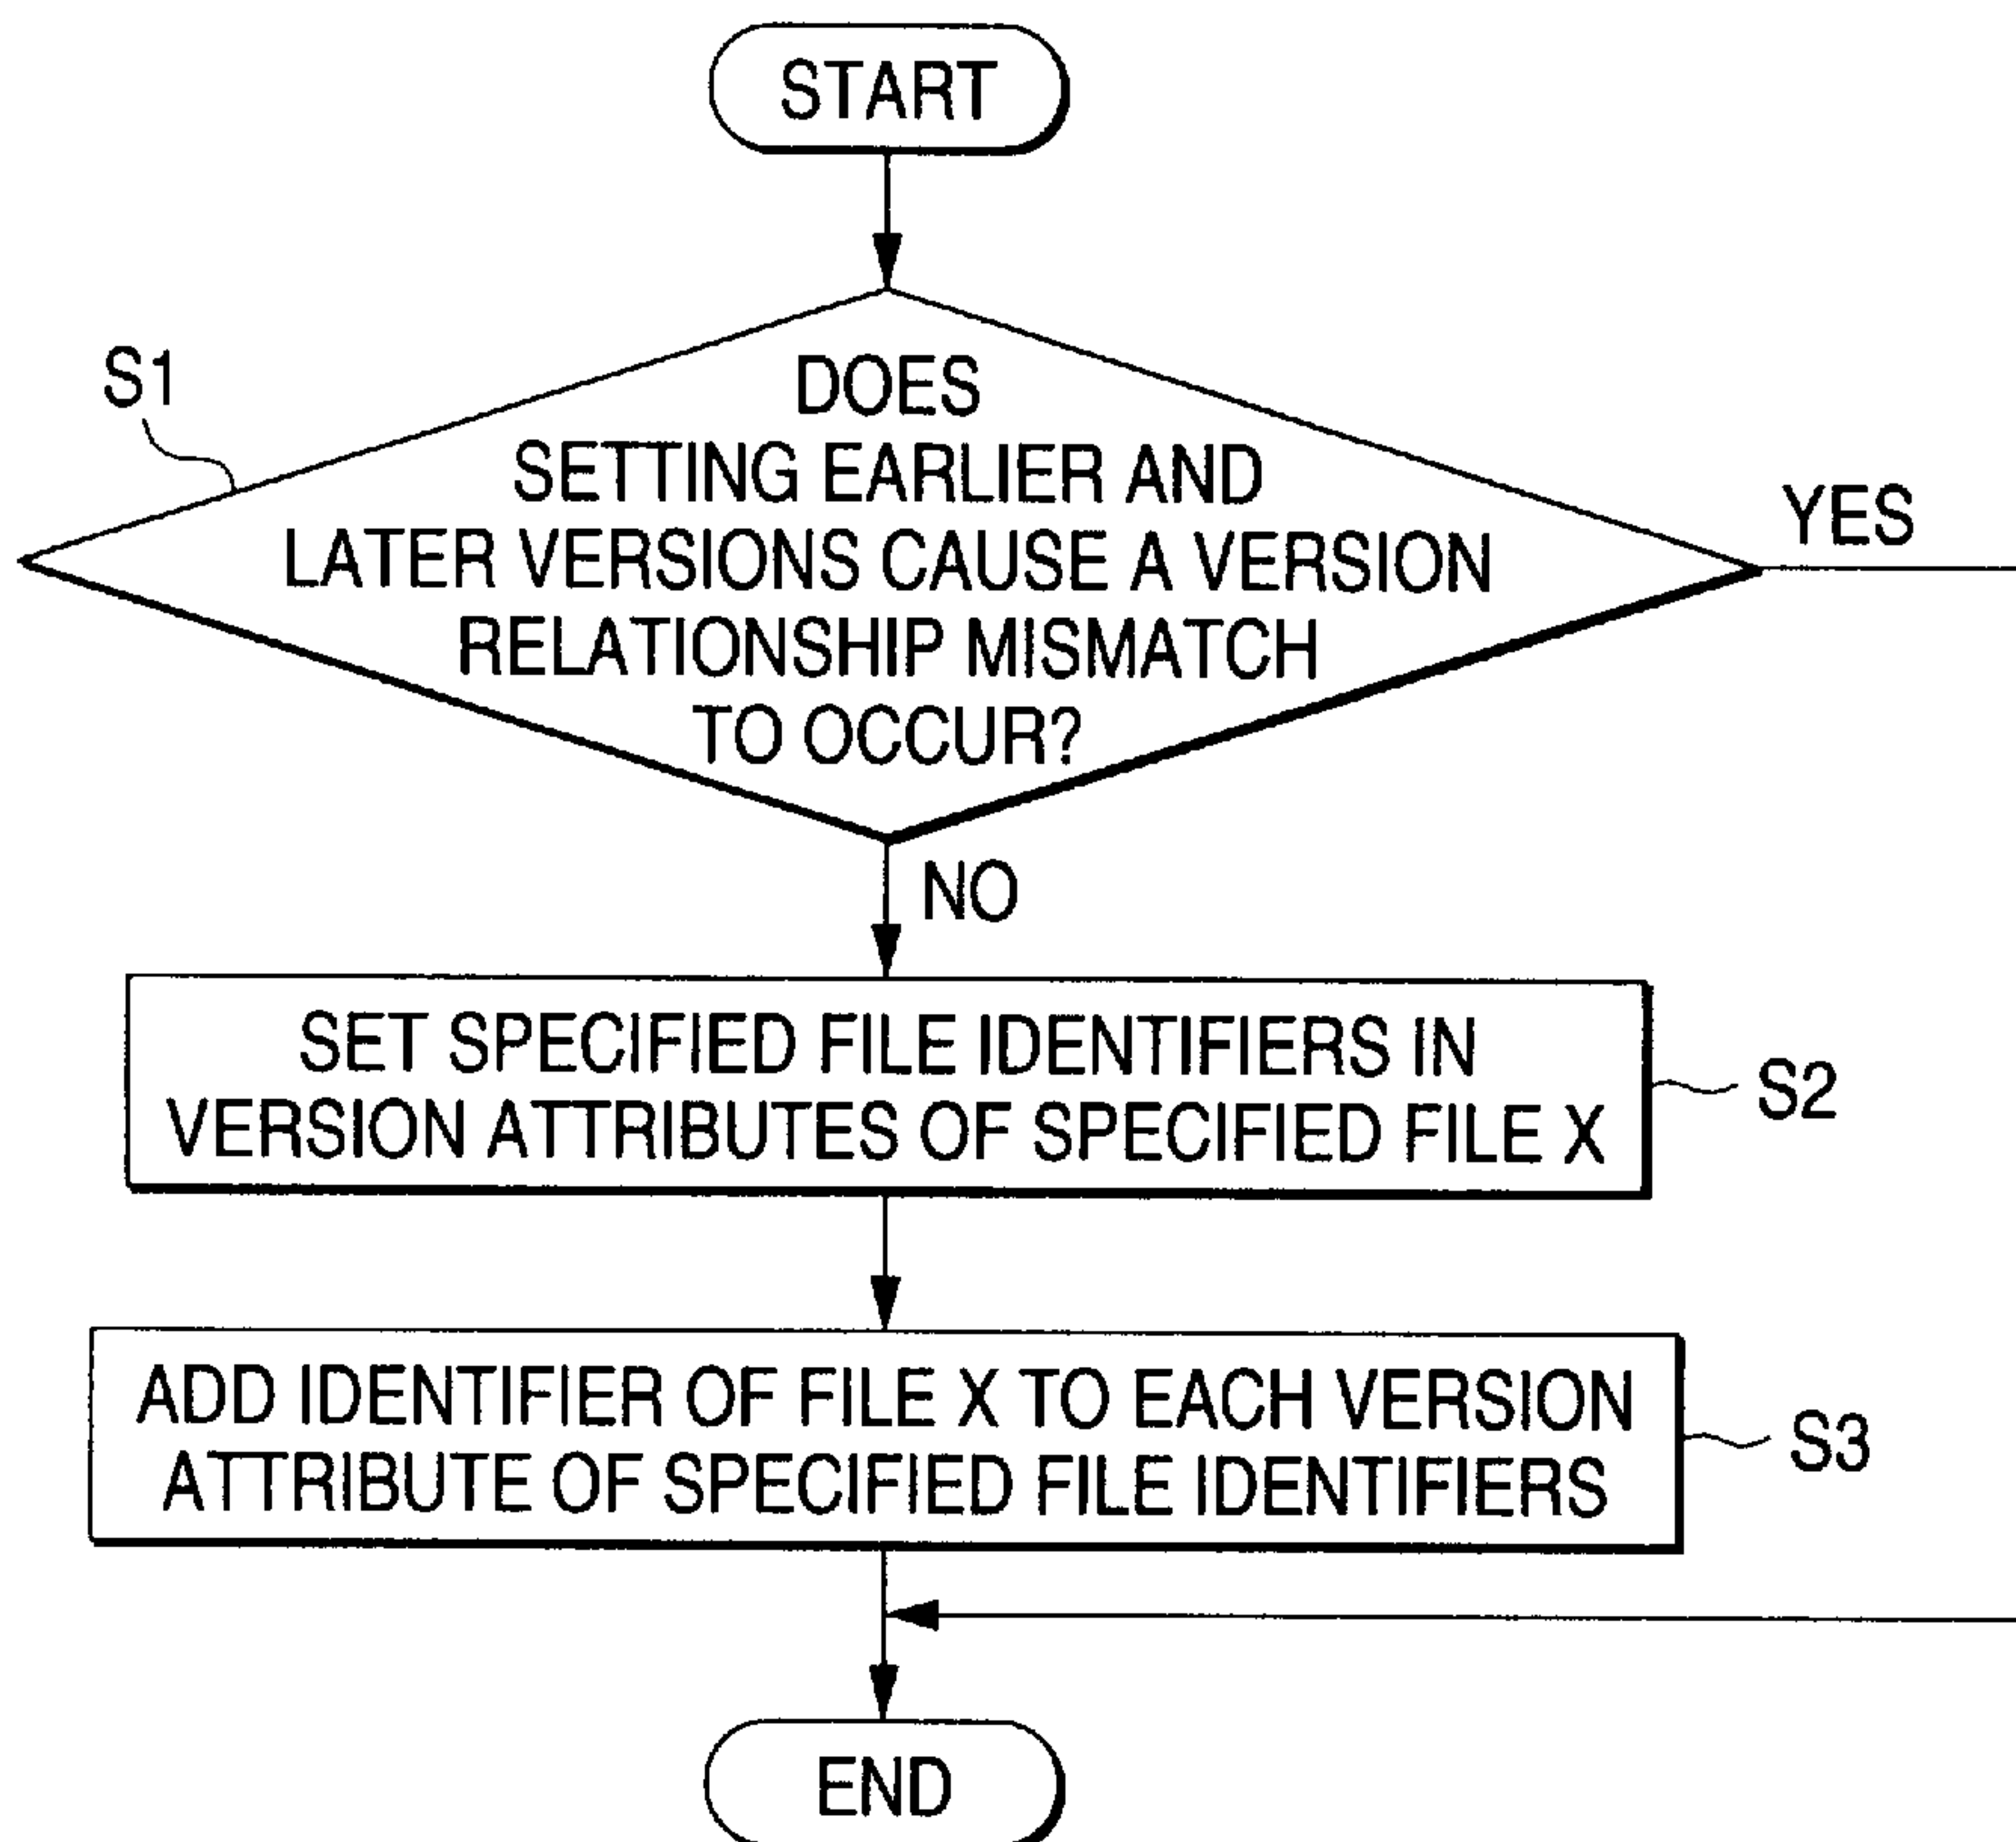 START
S1
DOES
SETTING EARLIER AND
LATER VERSIONS CAUSE A VERSION
RELATIONSHIP MISMATCH
TO OCCUR?
YES
NO
SET SPECIFIED FILE IDENTIFIERS IN
VERSION ATTRIBUTES OF SPECIFIED FILE X
S2
ADD IDENTIFIER OF FILE X TO EACH VERSION
ATTRIBUTE OF SPECIFIED FILE IDENTIFIERS
S3
END